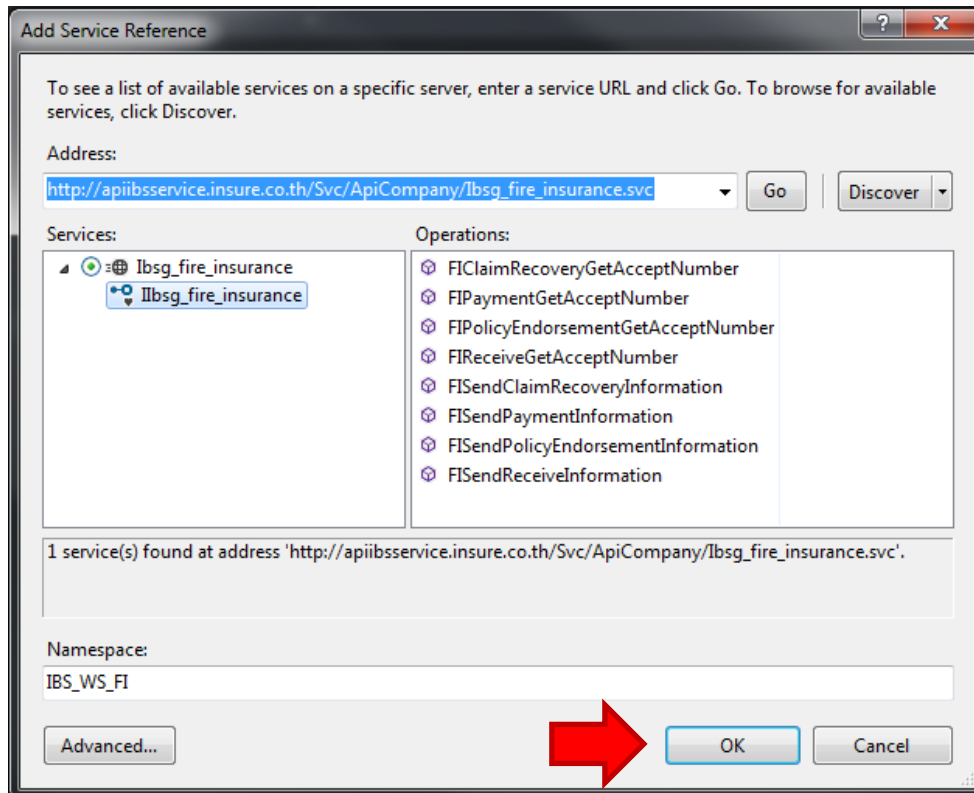 Add Service Reference
?
X
To see a list of available services on a specific server, enter a service URL and click Go. To browse for available
services, click Discover.
Address:
http://apiibsservice.insure.co.th/Svc/ApiCompany/Ibsg_fire_insurance.svc
Go
Discover
Services:
Ibsg_fire_insurance
IIbsg_fire_insurance
Operations:
FIClaimRecoveryGetAcceptNumber
FIPaymentGetAcceptNumber
FIPolicyEndorsementGetAcceptNumber
FIReceiveGetAcceptNumber
FISendClaimRecoveryInformation
FISendPaymentInformation
FISendPolicyEndorsementInformation
FISendReceiveInformation
1 service(s) found at address 'http://apiibsservice.insure.co.th/Svc/ApiCompany/Ibsg_fire_insurance.svc'.
Namespace:
IBS_WS_FI
Advanced...
OK
Cancel